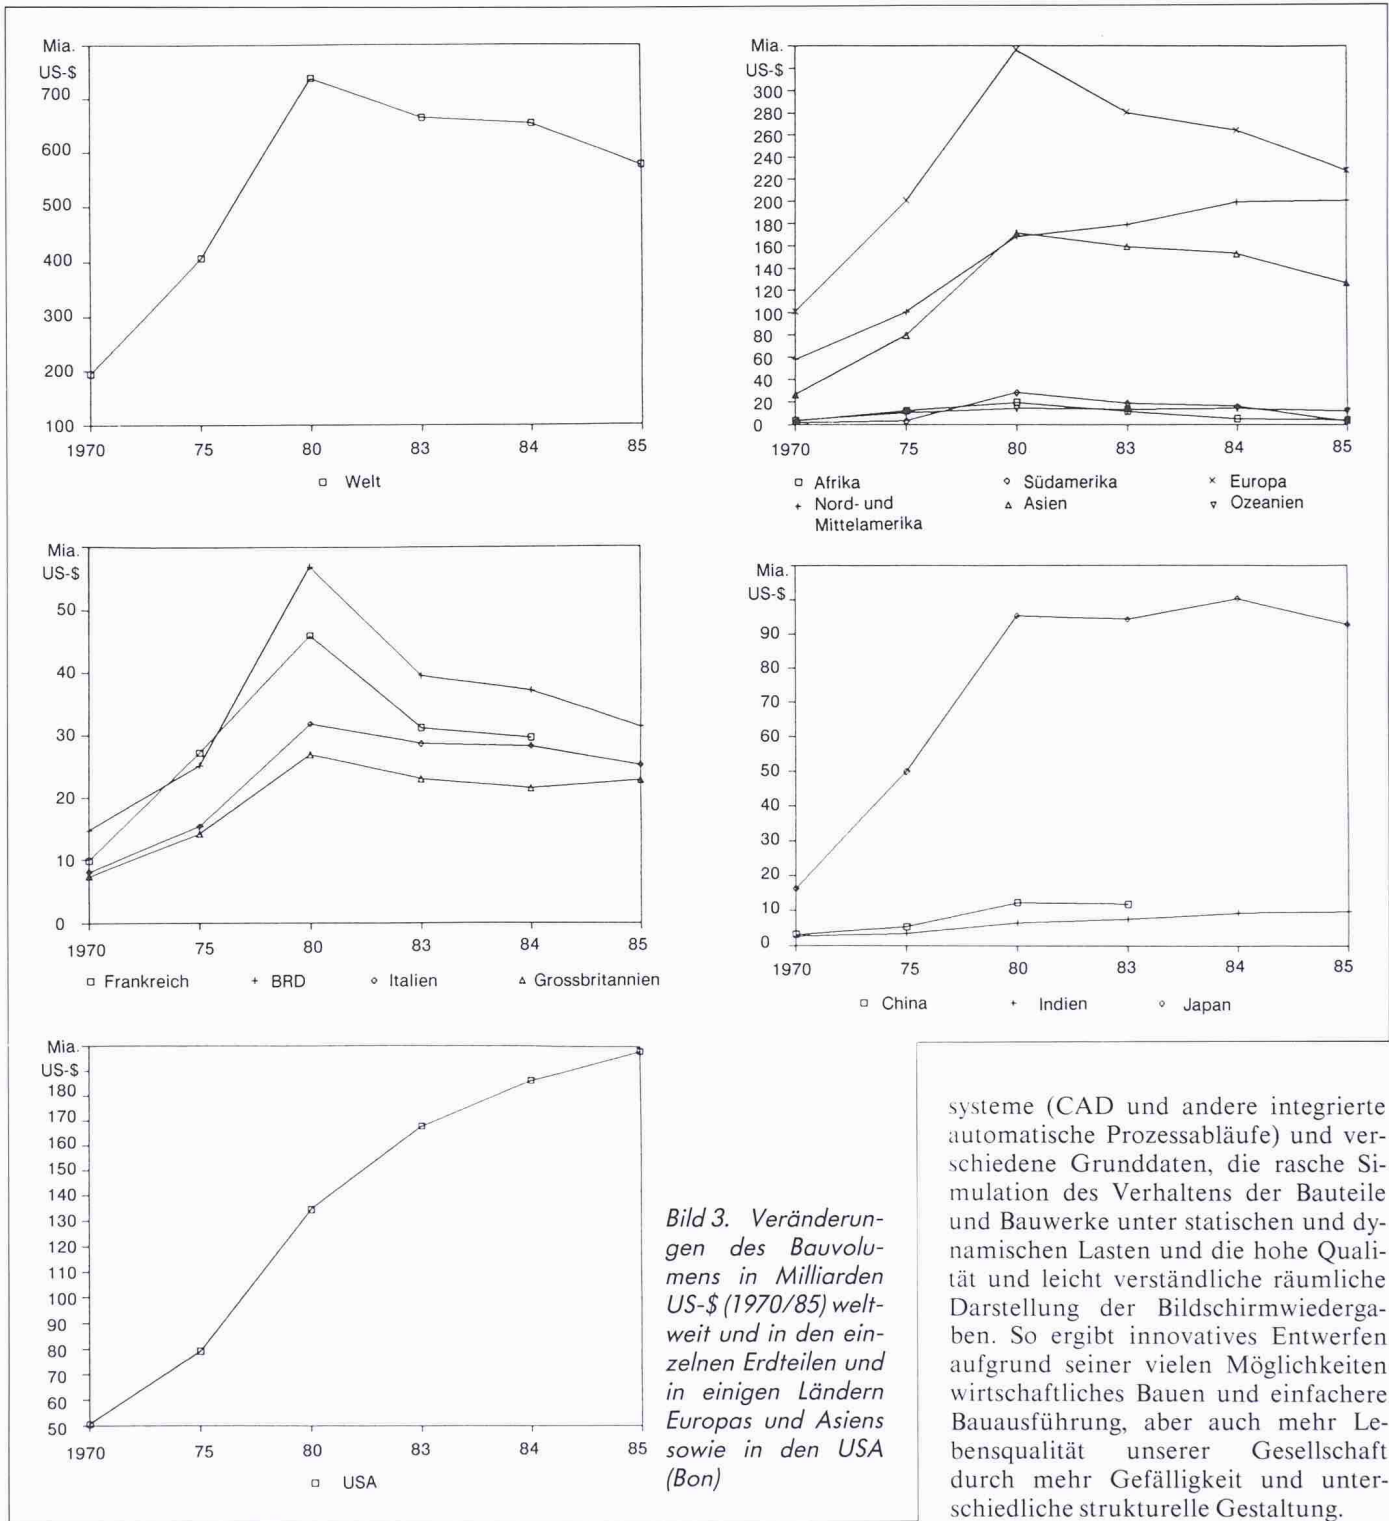 Mia.
US-$
700
600
500
400
300
200
100
1970 75 80 83 84 85
□ Welt
Mia.
US-$
300
280
260
240
220
200
180
160
140
120
100
80
60
40
20
0
1970 75 80 83 84 85
□ Afrika ◇ Südamerika × Europa
+ Nord- und △ Asien ▽ Ozeanien
Mittelamerika
Mia.
US-$
50
40
30
20
10
0
1970 75 80 83 84 85
□ Frankreich + BRD ◇ Italien △ Grossbritannien
Mia.
US-$
90
80
70
60
50
40
30
20
10
0
1970 75 80 83 84 85
□ China + Indien ◇ Japan
Mia.
US-$
180
170
160
150
140
130
120
110
100
90
80
70
60
50
1970 75 80 83 84 85
□ USA
Bild 3. Veränderun-
gen des Bauvolu-
mens in Milliarden
US-$ (1970/85) welt-
weit und in den ein-
zelnen Erdteilen und
in einigen Ländern
Europas und Asiens
sowie in den USA
(Bon)
systeme (CAD und andere integrierte
automatische Prozessabläufe) und ver-
schiedene Grunddaten, die rasche Si-
mulation des Verhaltens der Bauteile
und Bauwerke unter statischen und dy-
namischen Lasten und die hohe Quali-
tät und leicht verständliche räumliche
Darstellung der Bildschirmwiederga-
ben. So ergibt innovatives Entwerfen
aufgrund seiner vielen Möglichkeiten
wirtschaftliches Bauen und einfachere
Bauausführung, aber auch mehr Le-
bensqualität unserer Gesellschaft
durch mehr Gefälligkeit und unter-
schiedliche strukturelle Gestaltung.